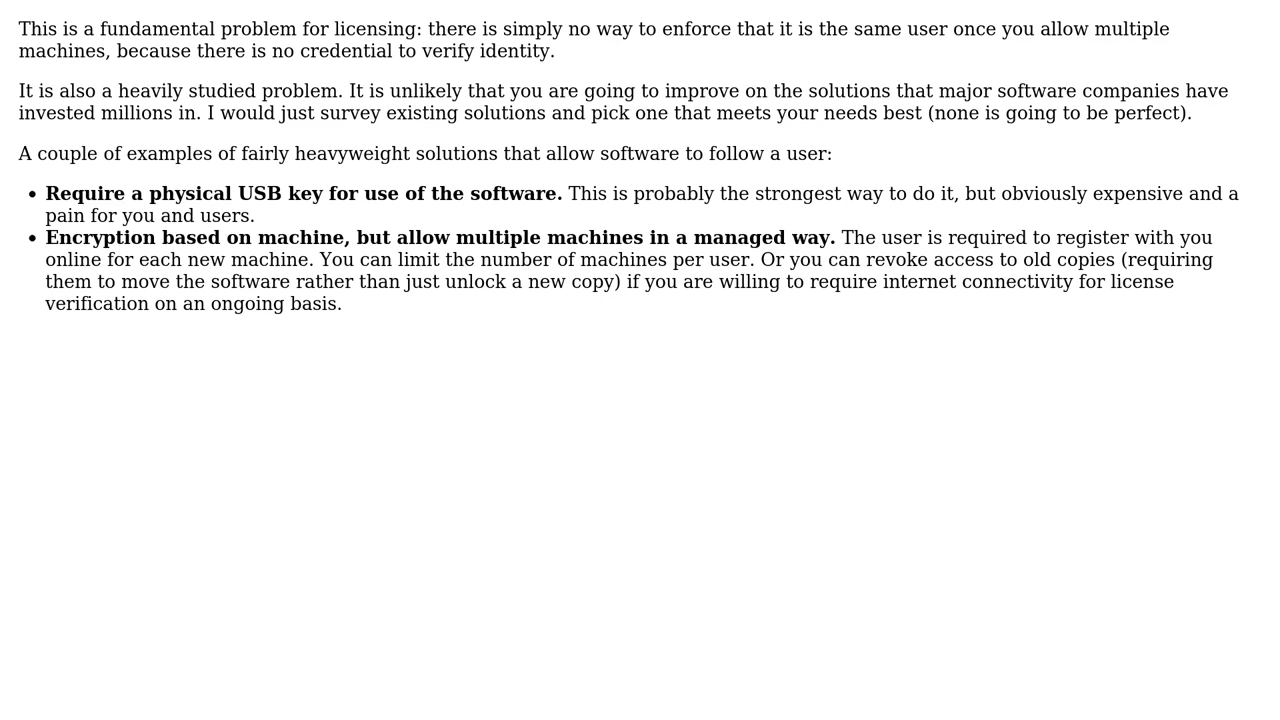 This is a fundamental problem for licensing: there is simply no way to enforce that it is the same user once you allow multiple
machines, because there is no credential to verify identity.
It is also a heavily studied problem. It is unlikely that you are going to improve on the solutions that major software companies have
invested millions in. I would just survey existing solutions and pick one that meets your needs best (none is going to be perfect).
A couple of examples of fairly heavyweight solutions that allow software to follow a user:
• Require a physical USB key for use of the software. This is probably the strongest way to do it, but obviously expensive and a
pain for you and users.
• Encryption based on machine, but allow multiple machines in a managed way. The user is required to register with you
online for each new machine. You can limit the number of machines per user. Or you can revoke access to old copies (requiring
them to move the software rather than just unlock a new copy) if you are willing to require internet connectivity for license
verification on an ongoing basis.